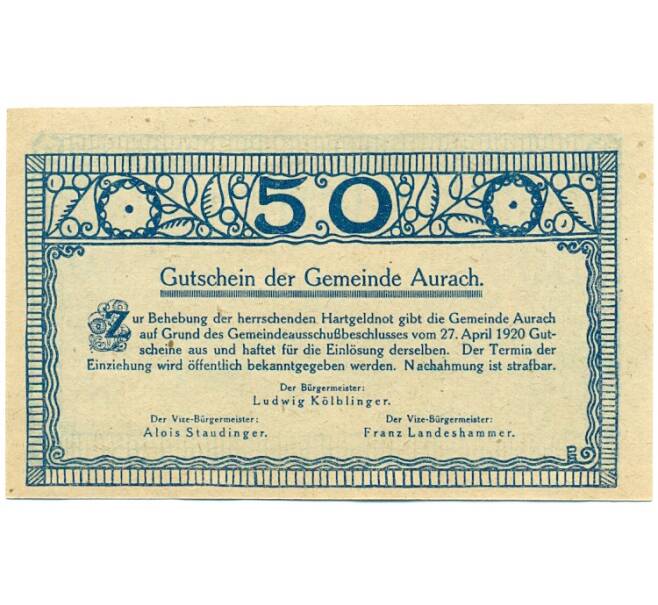 50
Gutschein der Gemeinde Aurach.
Zur Behebung der herrschenden Hartgeldnot gibt die Gemeinde Aurach
auf Grund des Gemeindeausschußbeschlusses vom 27. April 1920 Gut-
scheine aus und haftet für die Einlösung derselben. Der Termin der
Einziehung wird öffentlich bekanntgegeben werden. Nachahmung ist strafbar.
Der Bürgermeister:
Ludwig Kölblinger.
Der Vize-Bürgermeister: Der Vize-Bürgermeister:
Alois Staudinger. Franz Landeshammer.